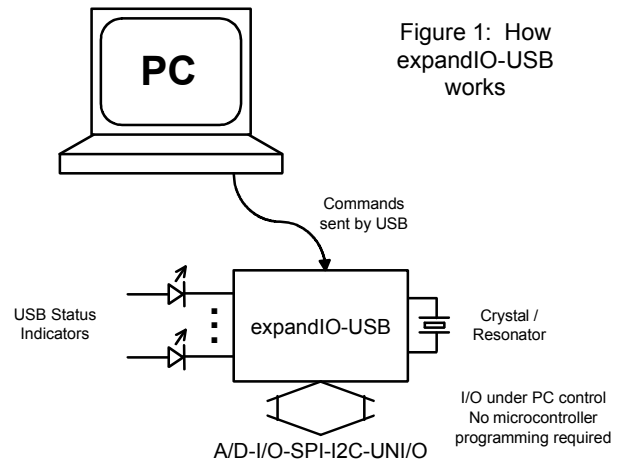 Figure 1: How
expandIO-USB
works
PC
Commands
sent by USB
USB Status
Indicators
expandIO-USB
Crystal /
Resonator
I/O under PC control
No microcontroller
programming required
A/D-I/O-SPI-I2C-UNI/O